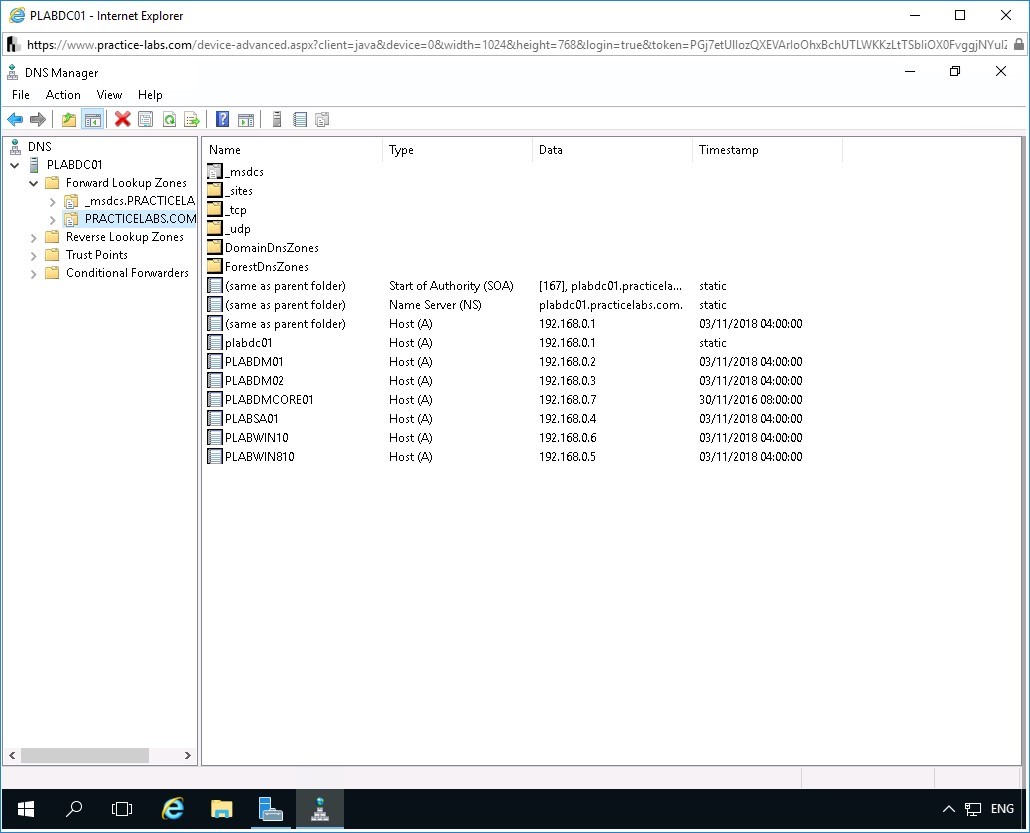 PLABDC01 - Internet Explorer
https://www.practice-labs.com/device-advanced.aspx?client=java&device=0&width=1024&height=768&login=true&token=
DNS Manager
File Action View Help
DNS
PLABDC01
Forward Lookup Zones
_msdcs.PRACTICELA
PRACTICELABS.COM
Reverse Lookup Zones
Trust Points
Conditional Forwarders
Name Type Data Timestamp
_msdcs
_sites
_tcp
_udp
DomainDnsZones
ForestDnsZones
(same as parent folder) Start of Authority (SOA) [167], plabdc01.practicela... static
(same as parent folder) Name Server (NS) plabdc01.practicelabs.com. static
(same as parent folder) Host (A) 192.168.0.1 03/11/2018 04:00:00
plabdc01 Host (A) 192.168.0.1 static
PLABDM01 Host (A) 192.168.0.2 03/11/2018 04:00:00
PLABDM02 Host (A) 192.168.0.3 03/11/2018 04:00:00
PLABDMCORE01 Host (A) 192.168.0.7 30/11/2016 08:00:00
PLABSA01 Host (A) 192.168.0.4 03/11/2018 04:00:00
PLABWIN10 Host (A) 192.168.0.6 03/11/2018 04:00:00
PLABWIN810 Host (A) 192.168.0.5 03/11/2018 04:00:00
ENG